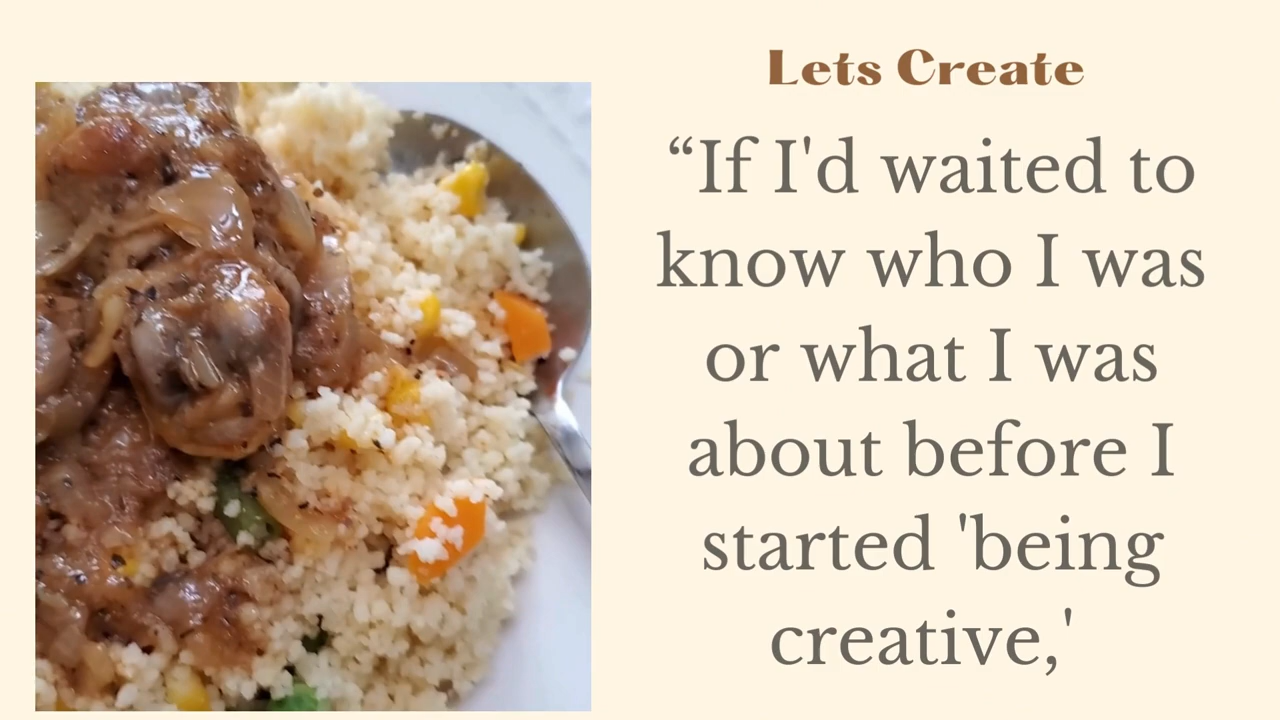 Lets Create
“If I'd waited to
know who I was
or what I was
about before I
started 'being
creative,'